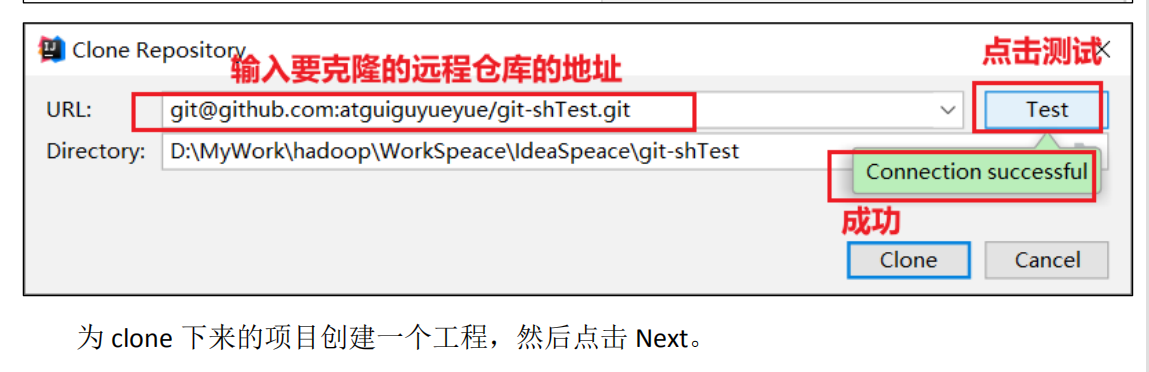 Clone Repository
输入要克隆的远程仓库的地址
点击测试
URL: git@github.com:atguiguyueyue/git-shTest.git Test
Directory: D:\MyWork\hadoop\WorkSpeace\IdeaSpeace\git-shTest
Connection successful
成功
Clone Cancel
为 clone 下来的项目创建一个工程，然后点击 Next。